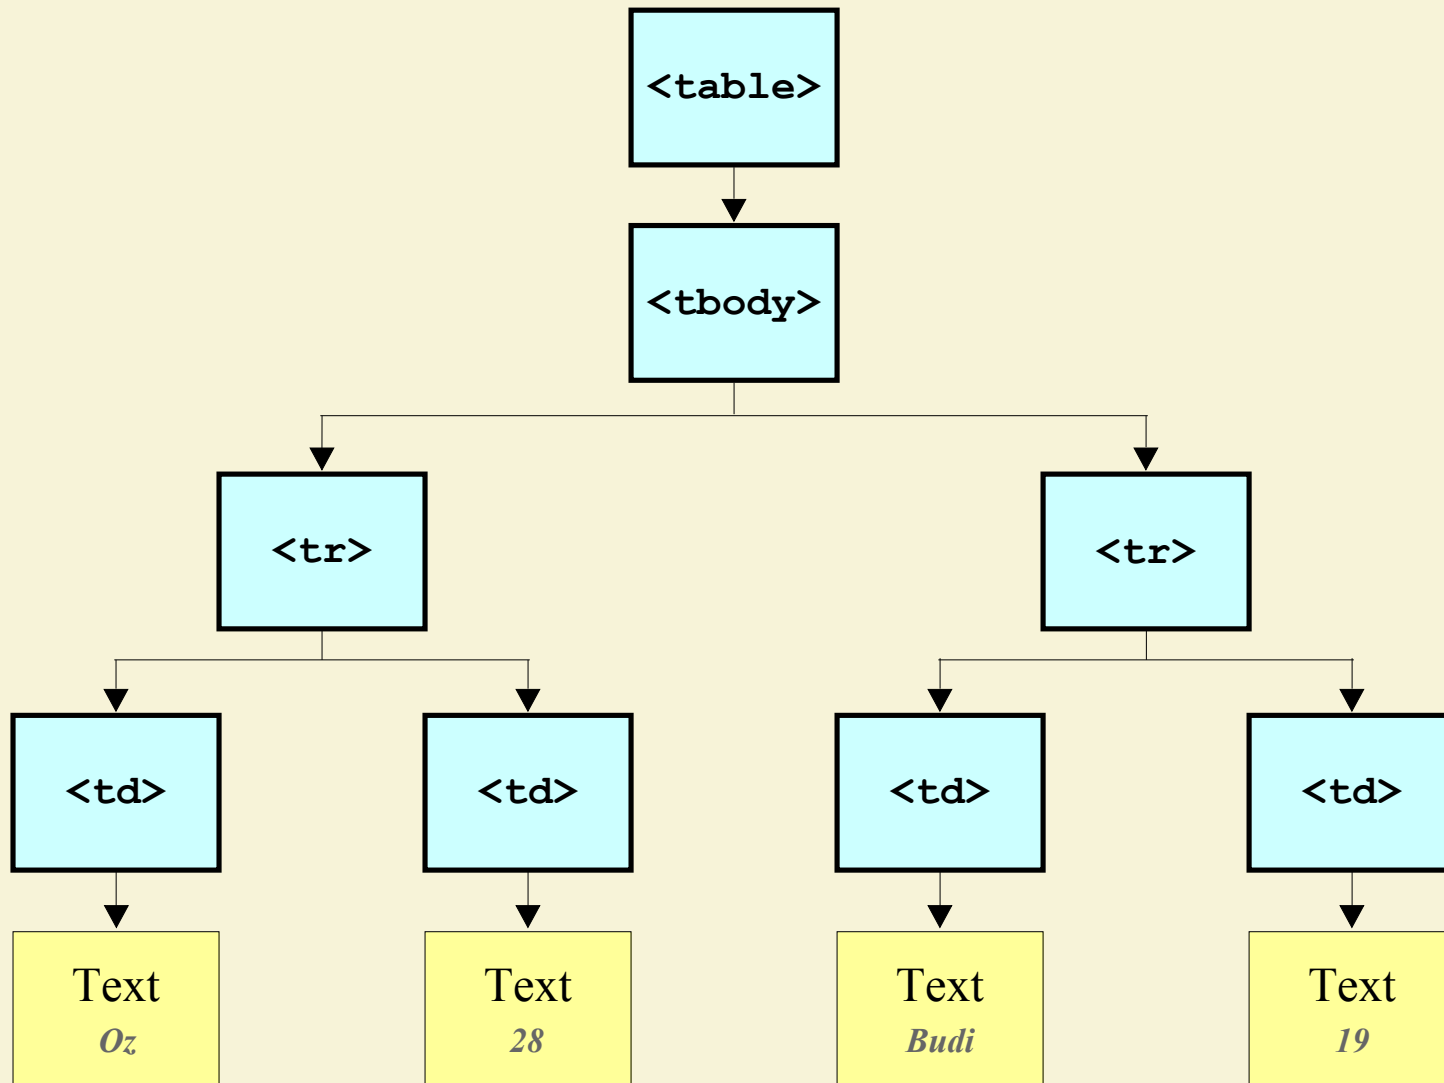 <table>
<tbody>
<tr> <tr>
<td> <td> <td> <td>
Text Text Text Text
Oz 28 Budi 19